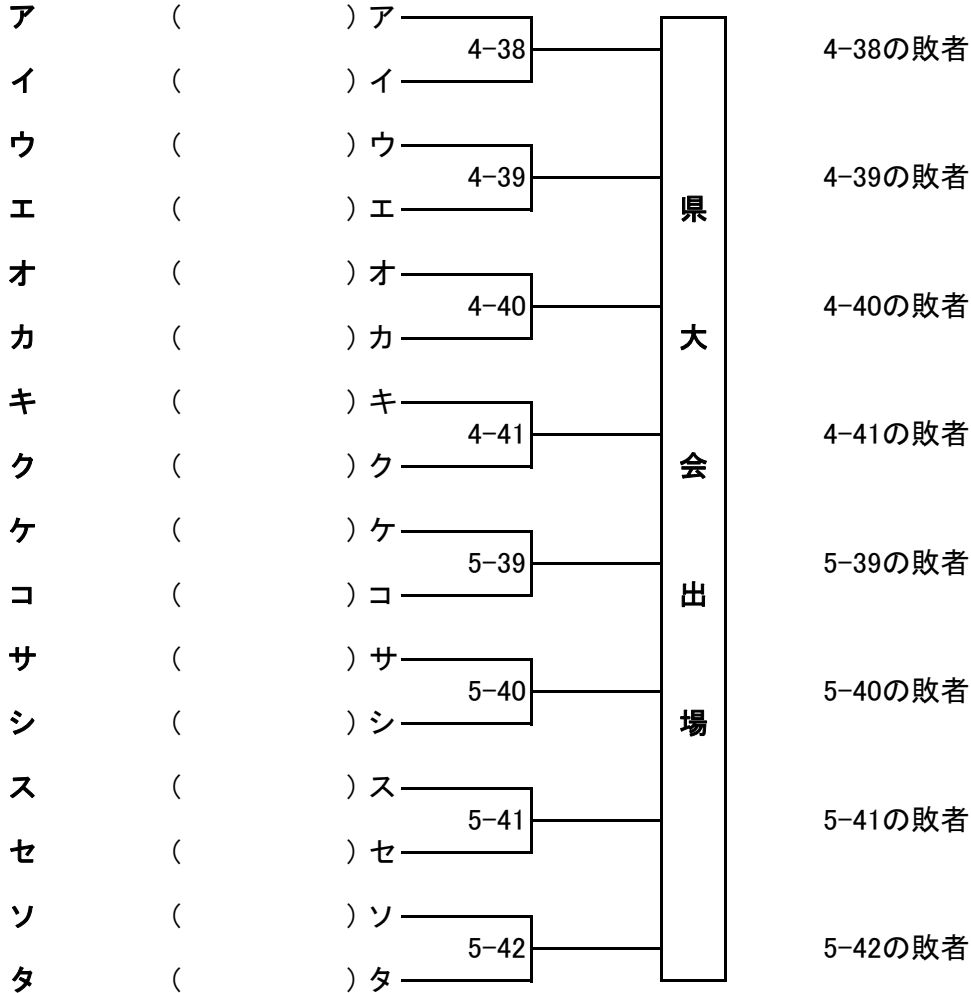 ア ( ) ア
4-38 4-38の敗者
イ ( ) イ
ウ ( ) ウ
4-39 4-39の敗者
エ ( ) エ
県
オ ( ) オ
4-40 4-40の敗者
カ ( ) カ
大
キ ( ) キ
4-41 4-41の敗者
ク ( ) ク
会
ケ ( ) ケ
5-39 5-39の敗者
コ ( ) コ
出
サ ( ) サ
5-40 5-40の敗者
シ ( ) シ
場
ス ( ) ス
5-41 5-41の敗者
セ ( ) セ
ソ ( ) ソ
5-42 5-42の敗者
タ ( ) タ